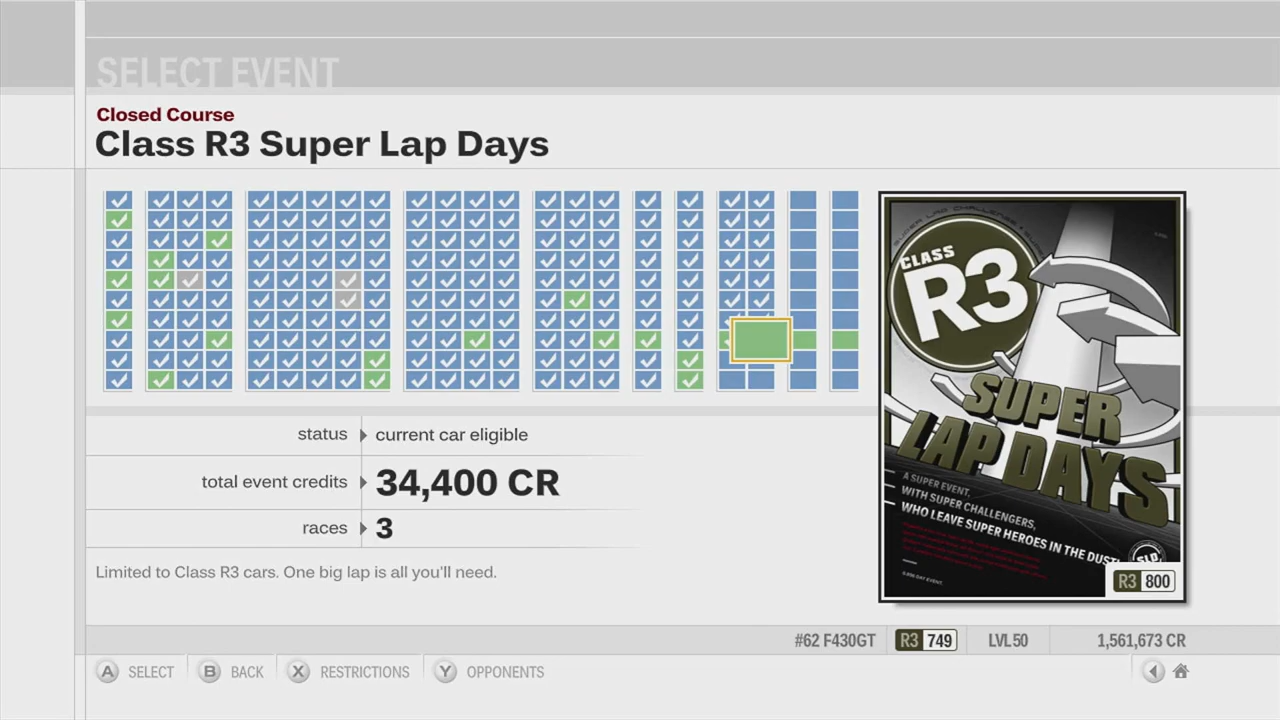 SELECT EVENT
Closed Course
Class R3 Super Lap Days
CLASS
R3
SUPER
LAP DAYS
A SUPER EVENT,
WITH SUPER CHALLENGERS,
WHO LEAVE SUPER HEROES IN THE DUST!
SLD
R3 800
status current car eligible
total event credits 34,400 CR
races 3
Limited to Class R3 cars. One big lap is all you'll need.
#62 F430GT R3 749 LVL50 1,561,673 CR
A SELECT B BACK X RESTRICTIONS Y OPPONENTS